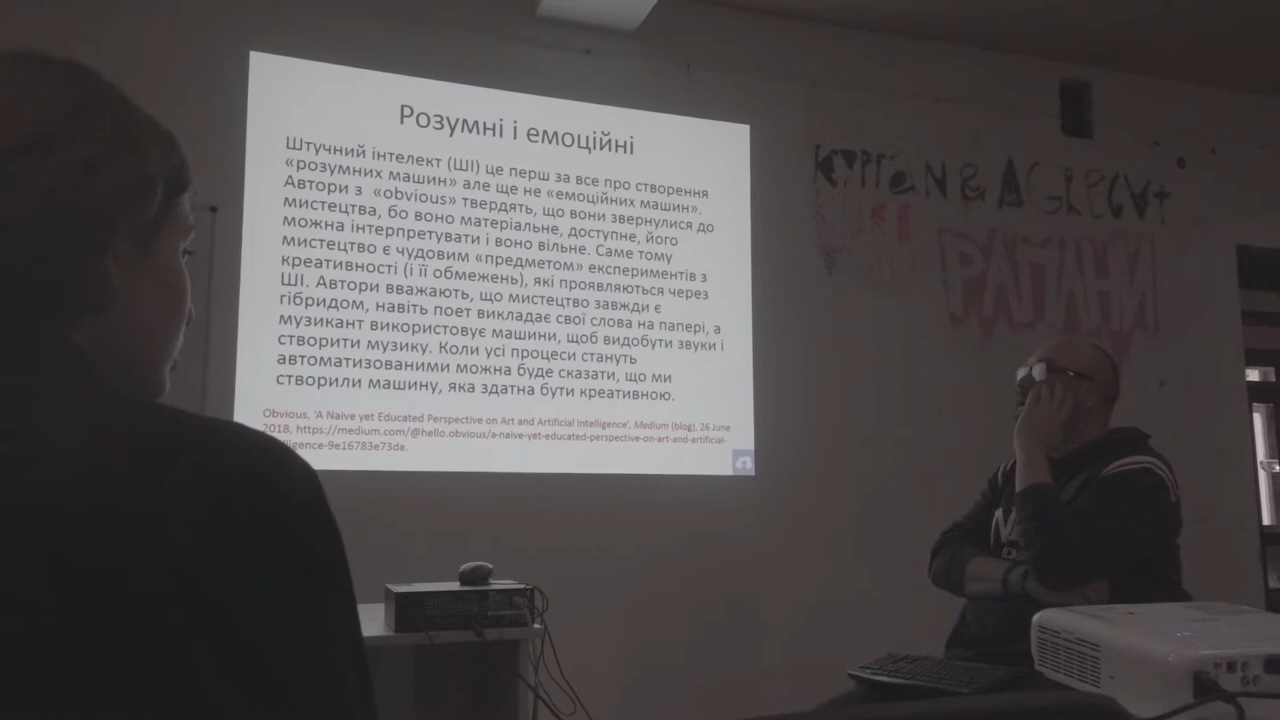 Розумні і емоційні
Штучний інтелект (ШІ) це перш за все про створення
«розумних машин» але ще не «емоційних машин».
Автори з «obvious» твердять, що вони звернулися до
мистецтва, бо воно матеріальне, доступне, його
можна інтерпретувати і воно вільне. Саме тому
мистецтво є чудовим «предметом» експериментів з
креативності (і її обмежень), які проявляються через
ШІ. Автори вважають, що мистецтво завжди є
гібридом, навіть поет викладає свої слова на папері, а
музикант використовує машини, щоб видобути звуки і
створити музику. Коли усі процеси стануть
автоматизованими можна буде сказати, що ми
створили машину, яка здатна бути креативною.
Obvious, 'A Naive yet Educated Perspective on Art and Artificial Intelligence', Medium (blog), 26 June
2018, https://medium.com/@hello.obvious/a-naive-yet-educated-perspective-on-art-and-artificial-
lligence-9e16783e73da.